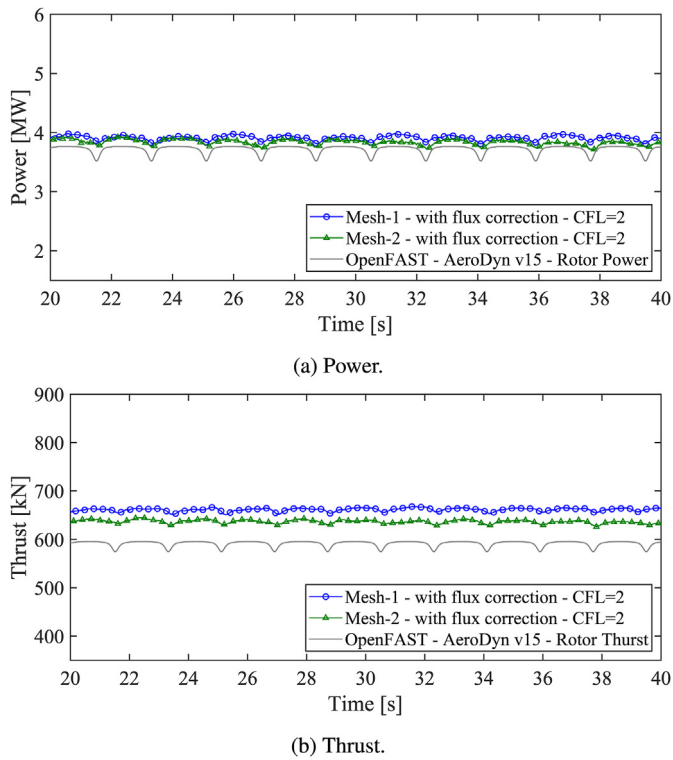 6
5
4
3
2
Power [MW]
Mesh-1 - with flux correction - CFL=2
Mesh-2 - with flux correction - CFL=2
OpenFAST - AeroDyn v15 - Rotor Power
20 22 24 26 28 30 32 34 36 38 40
Time [s]
(a) Power.
900
800
700
600
500
400
Thrust [kN]
Mesh-1 - with flux correction - CFL=2
Mesh-2 - with flux correction - CFL=2
OpenFAST - AeroDyn v15 - Rotor Thurst
20 22 24 26 28 30 32 34 36 38 40
Time [s]
(b) Thrust.